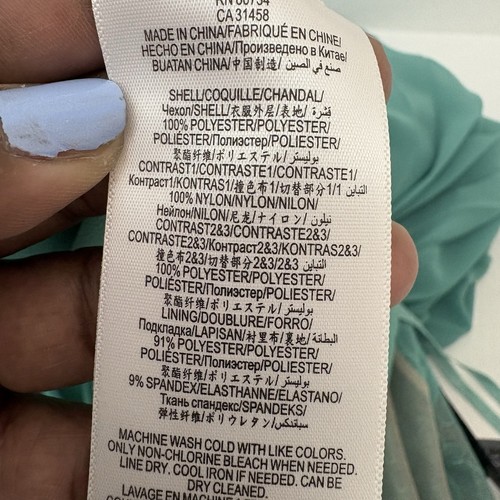 RN 80754
CA 31458
MADE IN CHINA/FABRIQUÉ EN CHINE/
HECHO EN CHINA/Произведено в Китае/
BUATAN CHINA/中国制造/ صنع في الصين
SHELL/COQUILLE/CHANDAL/
Чехол/SHELL/衣服外层/表地/ قشرة
100% POLYESTER/POLYESTER/
POLIÉSTER/Полиэстер/POLIESTER/
聚酯纤维/ポリエステル/ بوليستر
CONTRAST1/CONTRASTE1/CONTRASTE1/
Контраст1/KONTRAS1/撞色布1/切替部分1/ التباين 1
100% NYLON/NYLON/NILON/
Нейлон/NILON/尼龙/ナイロン/ نيلون
CONTRAST2&3/CONTRASTE2&3/
CONTRASTE2&3/Контраст2&3/KONTRAS2&3/
撞色布2&3/切替部分2&3/ التباين 2&3
100% POLYESTER/POLYESTER/
POLIÉSTER/Полиэстер/POLIESTER/
聚酯纤维/ポリエステル/ بوليستر
LINING/DOUBLURE/FORRO/
Подкладка/LAPISAN/衬里布/裏地/ البطانة
91% POLYESTER/POLYESTER/
POLIÉSTER/Полиэстер/POLIESTER/
聚酯纤维/ポリエステル/ بوليستر
9% SPANDEX/ELASTHANNE/ELASTANO/
Ткань спандекс/SPANDEKS/
弹性纤维/ポリウレタン/ سباندكس
MACHINE WASH COLD WITH LIKE COLORS.
ONLY NON-CHLORINE BLEACH WHEN NEEDED.
LINE DRY. COOL IRON IF NEEDED. CAN BE
DRY CLEANED.
LAVAGE EN MACHINE